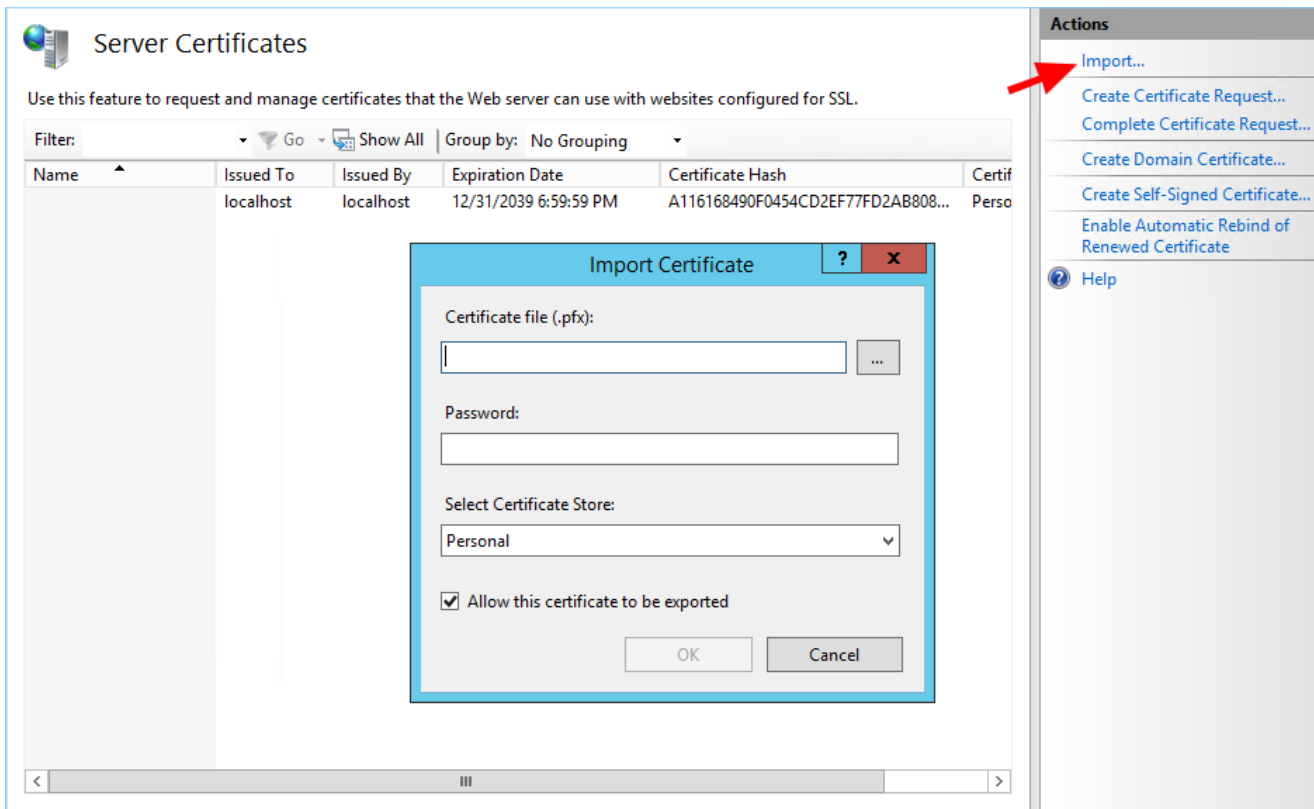 Server Certificates
Use this feature to request and manage certificates that the Web server can use with websites configured for SSL.
Filter: Go Show All Group by: No Grouping
Name Issued To Issued By Expiration Date Certificate Hash Certif
localhost localhost 12/31/2039 6:59:59 PM A116168490F0454CD2EF77FD2AB808... Perso
Import Certificate ? x
Certificate file (.pfx):
...
Password:
Select Certificate Store:
Personal
Allow this certificate to be exported
OK Cancel
Actions
Import...
Create Certificate Request...
Complete Certificate Request...
Create Domain Certificate...
Create Self-Signed Certificate...
Enable Automatic Rebind of
Renewed Certificate
? Help